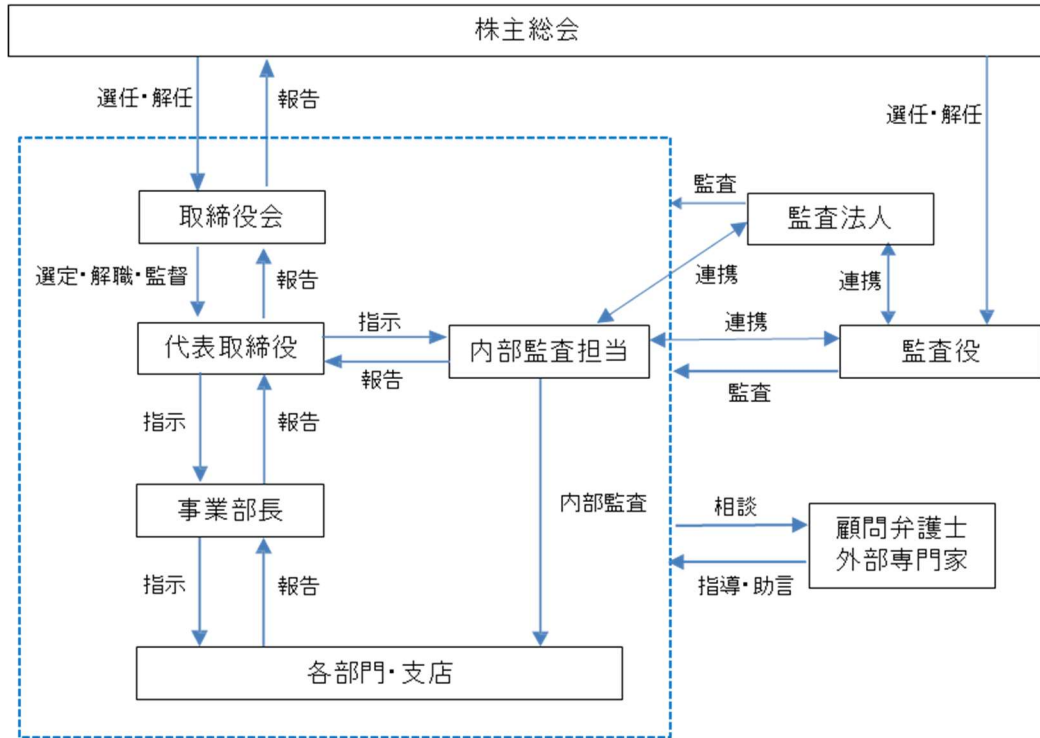 株主総会
選任・解任
報告
選任・解任
取締役会
監査
監査法人
選定・解職・監督
報告
連携
連携
代表取締役
指示
報告
内部監査担当
連携
監査
監査役
指示
報告
事業部長
内部監査
相談
顧問弁護士
外部専門家
指導・助言
指示
報告
各部門・支店